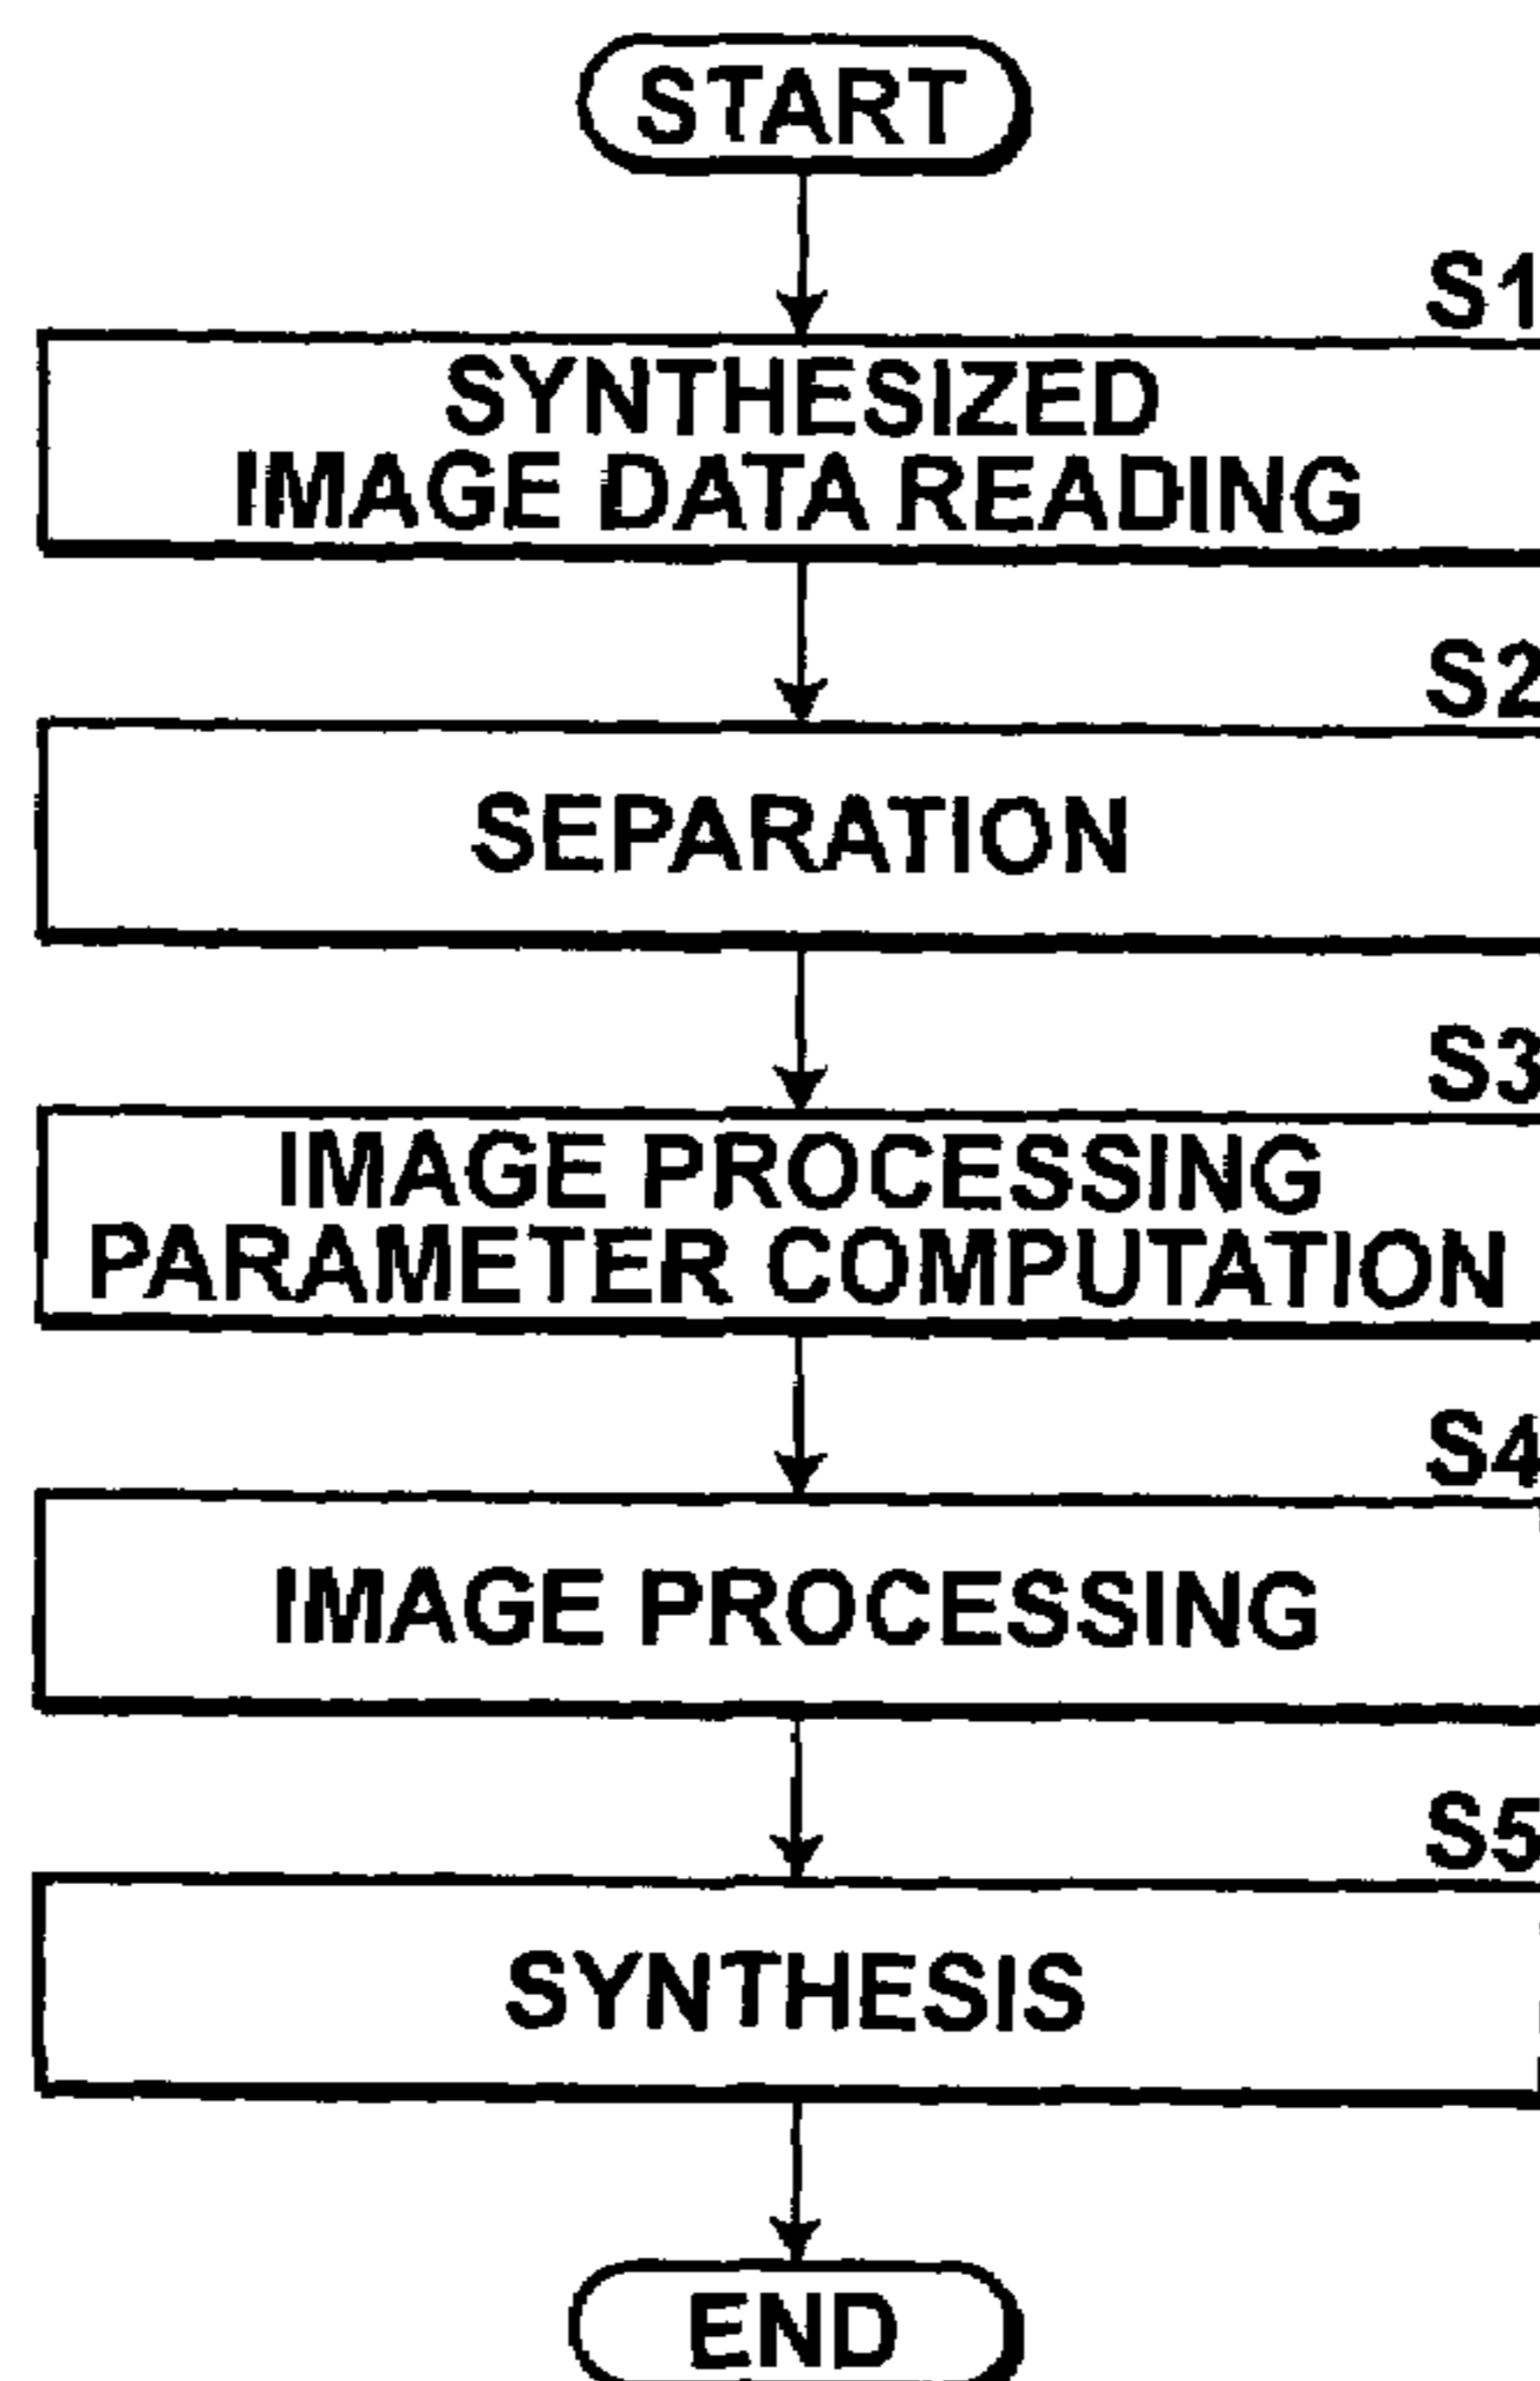 START
S1
SYNTHESIZED
IMAGE DATA READING
S2
SEPARATION
S3
IMAGE PROCESSING
PARAMETER COMPUTATION
S4
IMAGE PROCESSING
S5
SYNTHESIS
END